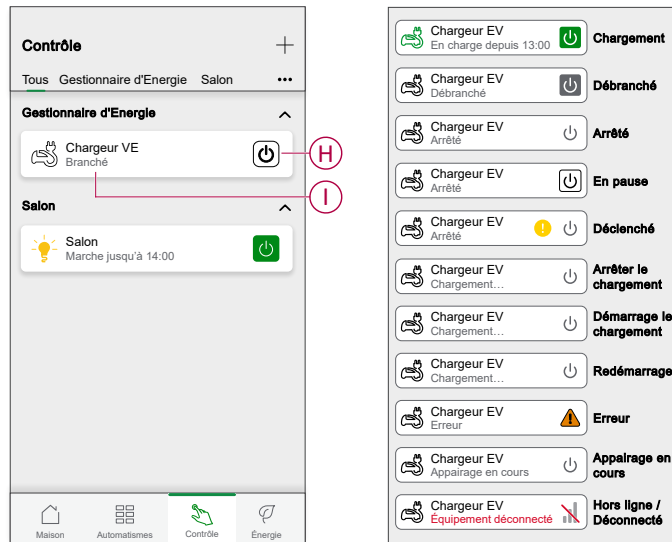 Contrôle
Tous Gestionnaire d'Energie Salon •••
Gestionnaire d'Energie
Chargeur VE
Branché
H
I
Salon
Salon
Marche jusqu'à 14:00
Maison Automatismes Contrôle Énergie
Chargeur EV
En charge depuis 13:00
Chargement
Chargeur EV
Débranché
Débranché
Chargeur EV
Arrêté
Arrêté
Chargeur EV
Arrêté
En pause
Chargeur EV
Arrêté
Déclenché
Chargeur EV
Chargement...
Arrêter le
chargement
Chargeur EV
Chargement...
Démarrage le
chargement
Chargeur EV
Chargement...
Redémarrage
Chargeur EV
Erreur
Erreur
Chargeur EV
Appairage en cours
Appairage en
cours
Chargeur EV
Équipement déconnecté
Hors ligne /
Déconnecté